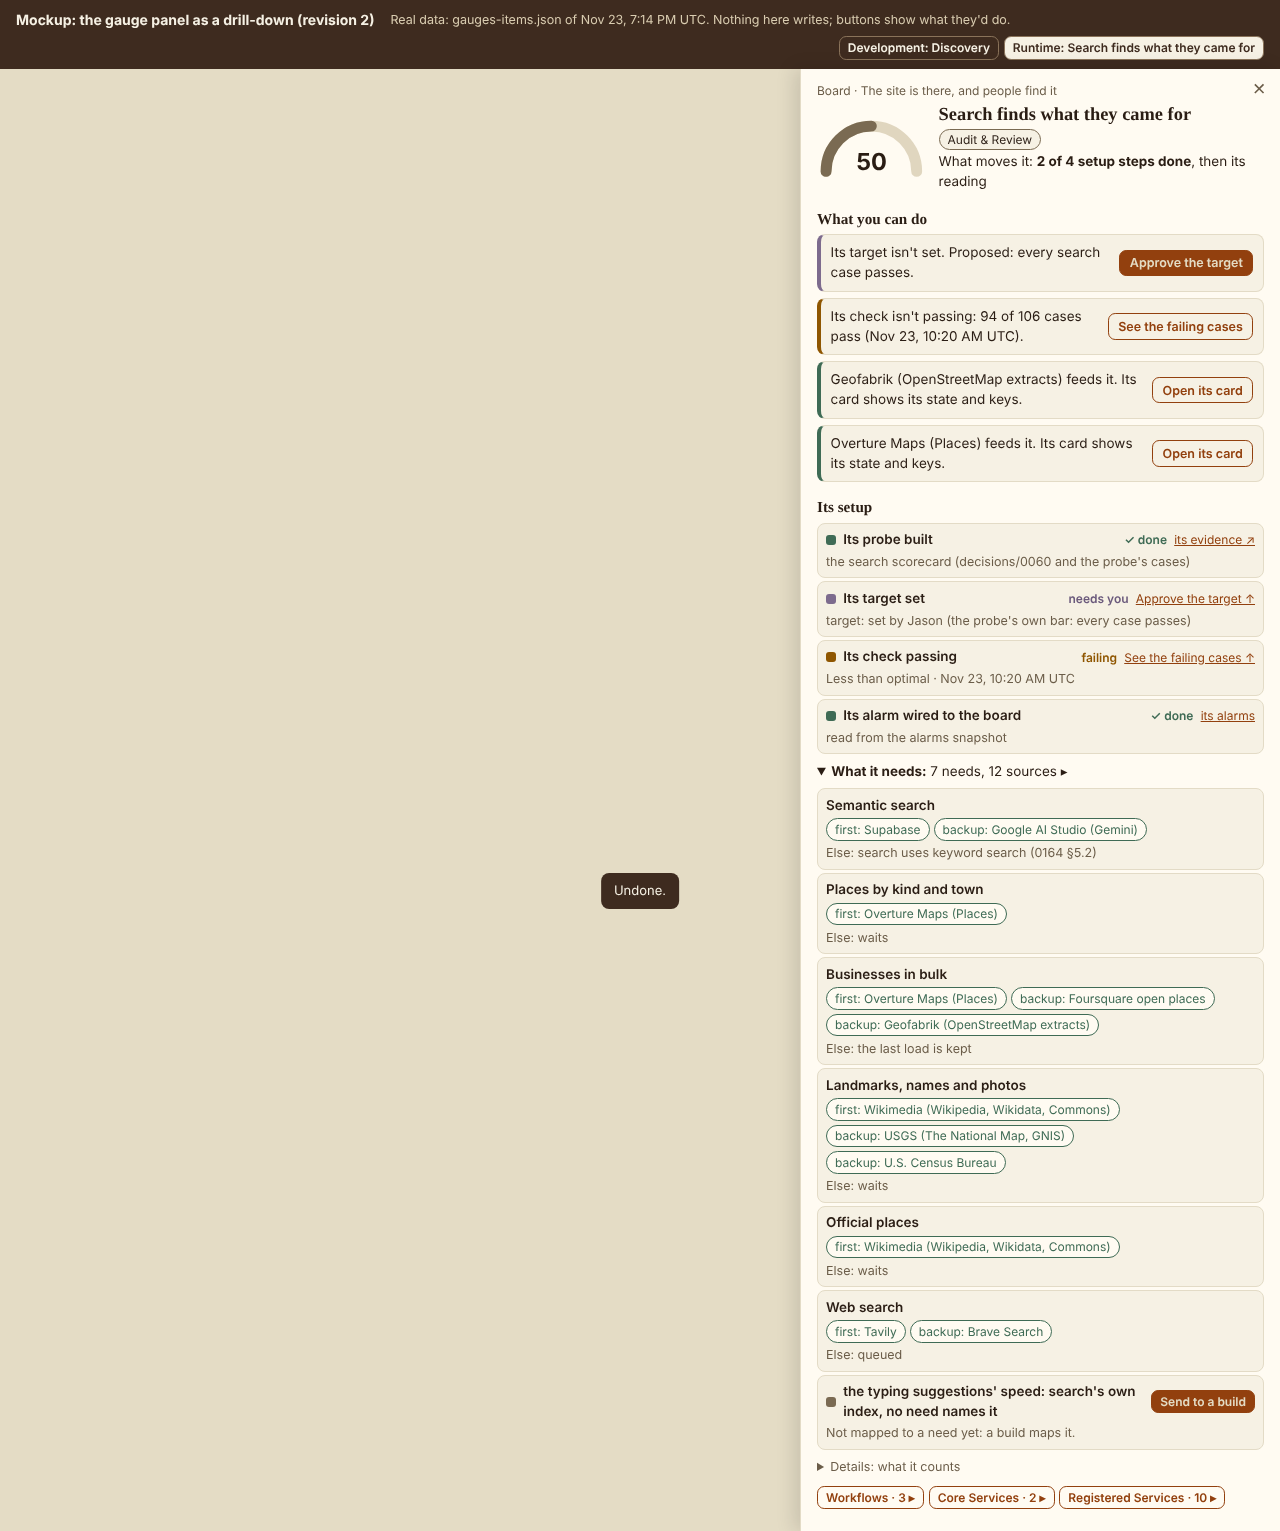 Mockup: the gauge panel as a drill-down (revision 2) Real data: gauges-items.json of Nov 23, 7:14 PM UTC. Nothing here writes; buttons show what they'd do.
Development: Discovery Runtime: Search finds what they came for
Board · The site is there, and people find it ✕
Search finds what they came for
Audit & Review
50
What moves it: 2 of 4 setup steps done, then its
reading
What you can do
Its target isn't set. Proposed: every search
case passes.
Approve the target
Its check isn't passing: 94 of 106 cases
pass (Nov 23, 10:20 AM UTC).
See the failing cases
Geofabrik (OpenStreetMap extracts) feeds it. Its
card shows its state and keys.
Open its card
Overture Maps (Places) feeds it. Its card shows
its state and keys.
Open its card
Its setup
Its probe built ✓ done its evidence ↗
the search scorecard (decisions/0060 and the probe's cases)
Its target set needs you Approve the target ↑
target: set by Jason (the probe's own bar: every case passes)
Its check passing failing See the failing cases ↑
Less than optimal · Nov 23, 10:20 AM UTC
Its alarm wired to the board ✓ done its alarms
read from the alarms snapshot
▼ What it needs: 7 needs, 12 sources ▸
Semantic search
first: Supabase backup: Google AI Studio (Gemini)
Else: search uses keyword search (0164 §5.2)
Places by kind and town
first: Overture Maps (Places)
Else: waits
Undone.
Businesses in bulk
first: Overture Maps (Places) backup: Foursquare open places
backup: Geofabrik (OpenStreetMap extracts)
Else: the last load is kept
Landmarks, names and photos
first: Wikimedia (Wikipedia, Wikidata, Commons)
backup: USGS (The National Map, GNIS)
backup: U.S. Census Bureau
Else: waits
Official places
first: Wikimedia (Wikipedia, Wikidata, Commons)
Else: waits
Web search
first: Tavily backup: Brave Search
Else: queued
the typing suggestions' speed: search's own
index, no need names it
Send to a build
Not mapped to a need yet: a build maps it.
▶ Details: what it counts
Workflows · 3 ▸ Core Services · 2 ▸ Registered Services · 10 ▸